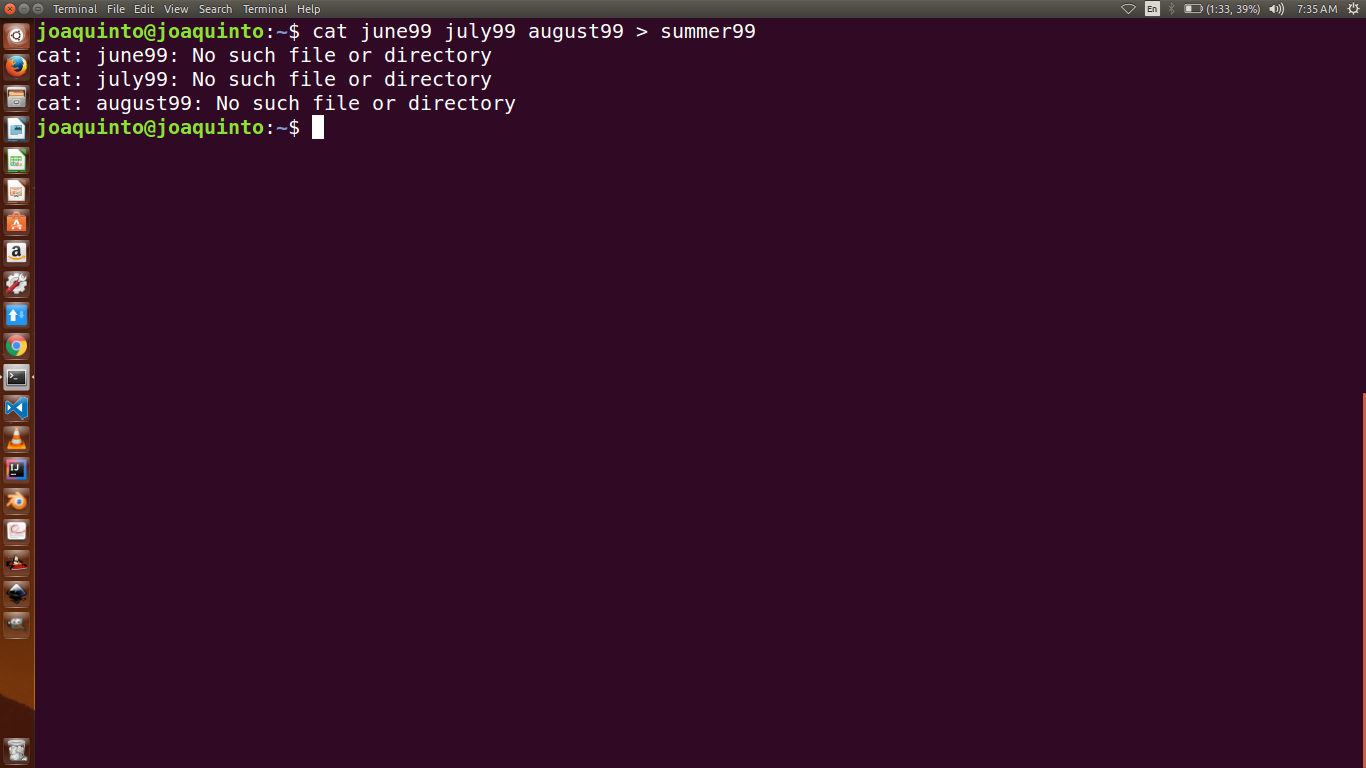 Terminal File Edit View Search Terminal Help En (1:33, 39%) 7:35 AM
joaquinto@joaquinto:~$ cat june99 july99 august99 > summer99
cat: june99: No such file or directory
cat: july99: No such file or directory
cat: august99: No such file or directory
joaquinto@joaquinto:~$
a
>_
IJ